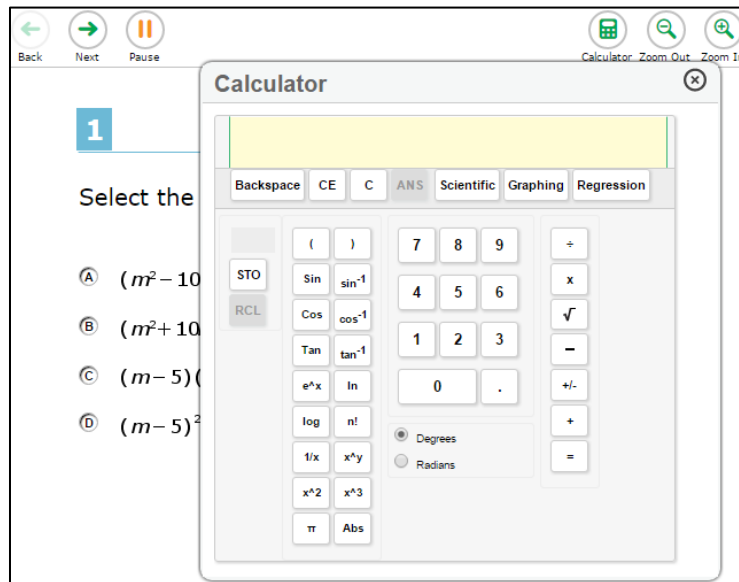 Back Next Pause Calculator Zoom Out Zoom In
Calculator
1
Backspace CE C ANS Scientific Graphing Regression
Select the
( ) 7 8 9 ÷
STO Sin sin⁻¹ 4 5 6 x
RCL Cos cos⁻¹ √
Tan tan⁻¹ 1 2 3 −
e^x ln 0 . +/-
log n! +
1/x x^y =
x^2 x^3
π Abs
Degrees
Radians
A (m² − 10
B (m² + 10
C (m − 5)(
D (m − 5)²